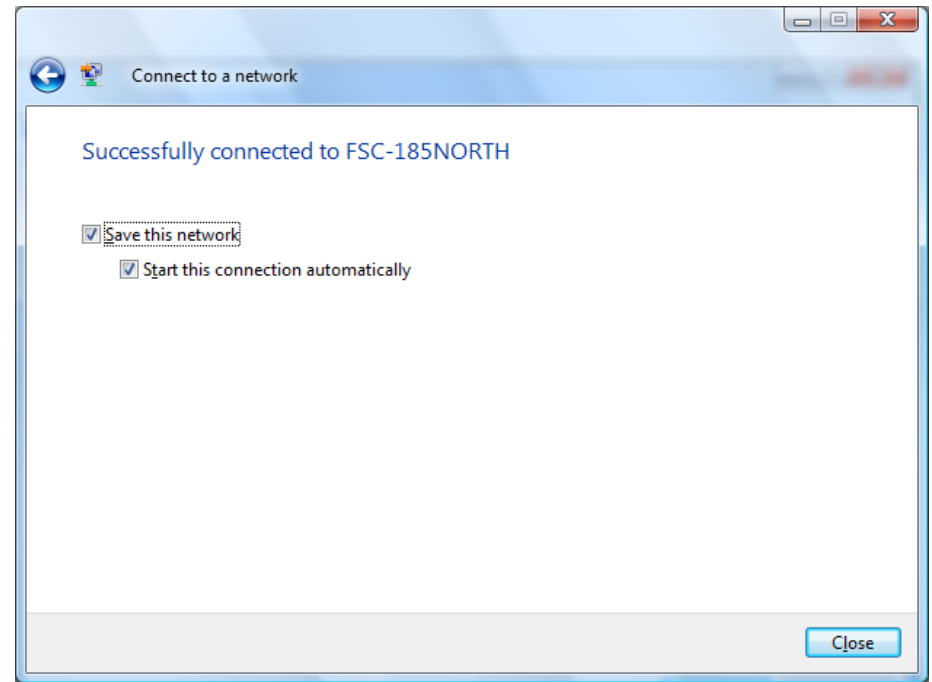 Connect to a network
Successfully connected to FSC-185NORTH
Save this network
Start this connection automatically
Close